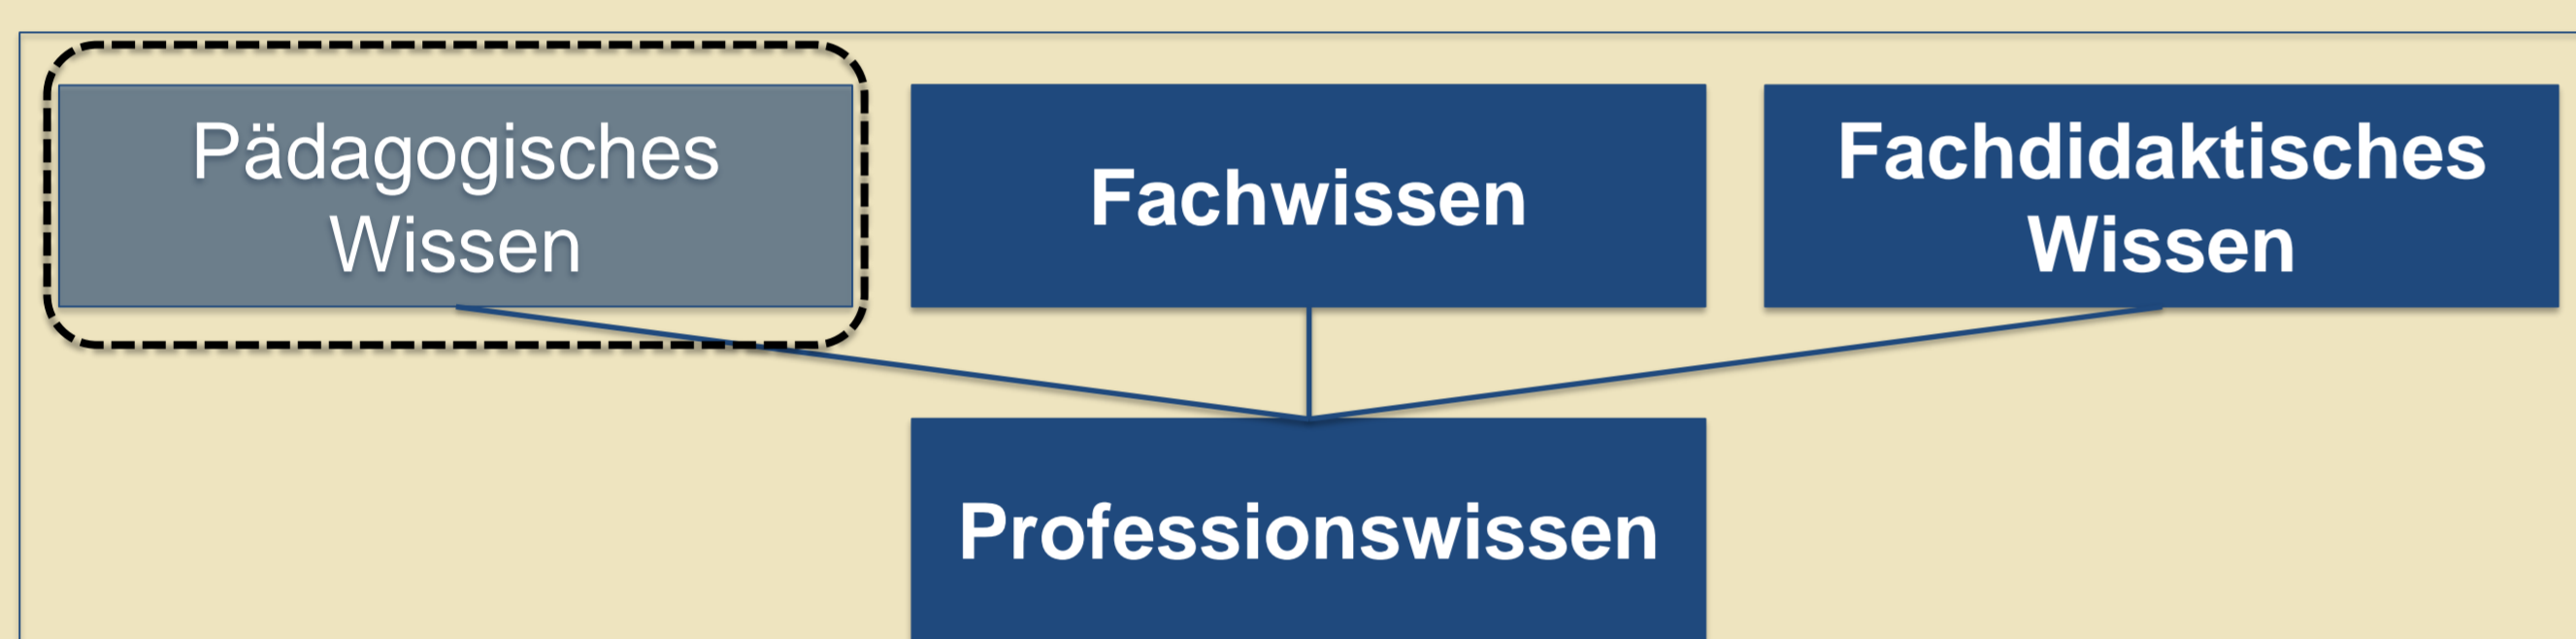 Pädagogisches
Wissen
Fachwissen
Fachdidaktisches
Wissen
Professionswissen